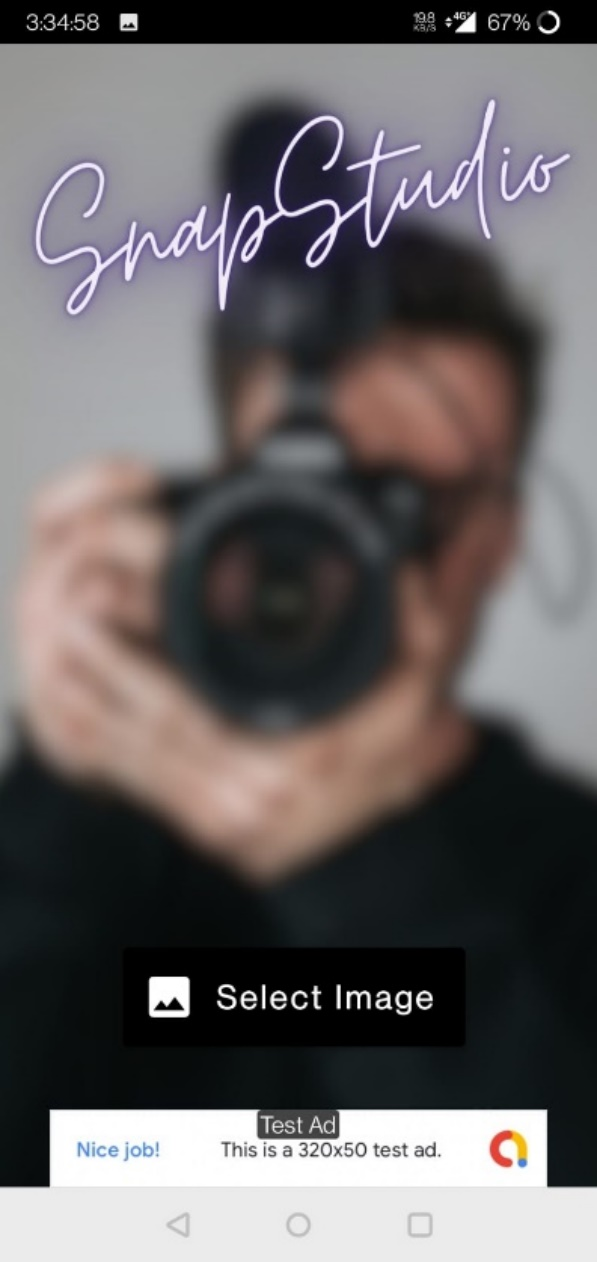 3:34:58 19.8 KB/S 4G+ 67%
SnapStudio
Select Image
Test Ad
Nice job! This is a 320x50 test ad.